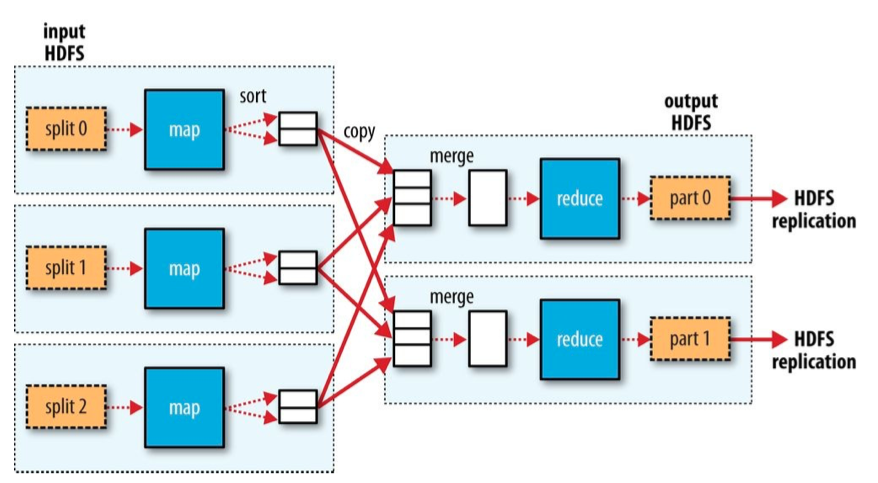 input
HDFS
split 0
map
sort
copy
split 1
map
split 2
map
output
HDFS
merge
reduce
part 0
HDFS
replication
merge
reduce
part 1
HDFS
replication